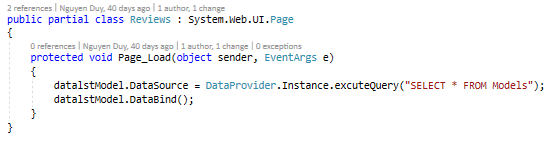 2 references | Nguyen Duy, 40 days ago | 1 author, 1 change
public partial class Reviews : System.Web.UI.Page
{
0 references | Nguyen Duy, 40 days ago | 1 author, 1 change | 0 exceptions
protected void Page_Load(object sender, EventArgs e)
{
datalstModel.DataSource = DataProvider.Instance.excuteQuery("SELECT * FROM Models");
datalstModel.DataBind();
}
}